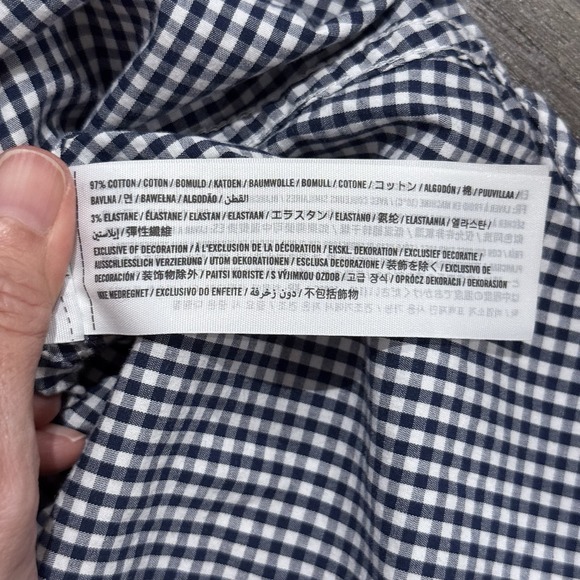 97% COTTON / COTON / BOMULD / KATOEN / BAUMWOLLE / BOMULL / COTONE / コットン / ALGODÓN / 棉 / PUUVILLAA /
BAVLNA / 면 / BAWEŁNA / ALGODÃO / القطن
3% ELASTANE / ÉLASTANE / ELASTAN / ELASTAAN / エラスタン / ELASTANO / 氨纶 / ELASTAANIA / 엘라스탄 /
إيلاستين / 彈性纖維
EXCLUSIVE OF DECORATION / À L'EXCLUSION DE LA DÉCORATION / EKSKL. DEKORATION / EXCLUSIEF DECORATIE /
AUSSCHLIESSLICH VERZIERUNG / UTOM DEKORATIONEN / ESCLUSA DECORAZIONE / 装飾を除く / EXCLUSIVO DE
DECORACIÓN / 装饰物除外 / PAITSI KORISTE / S VÝJIMKOU OZDOB / 고급 장식 / OPRÓCZ DEKORACJI / DEKORASION
NIE MEDREGNET / EXCLUSIVO DO ENFEITE / دون زخرفة / 不包括飾物